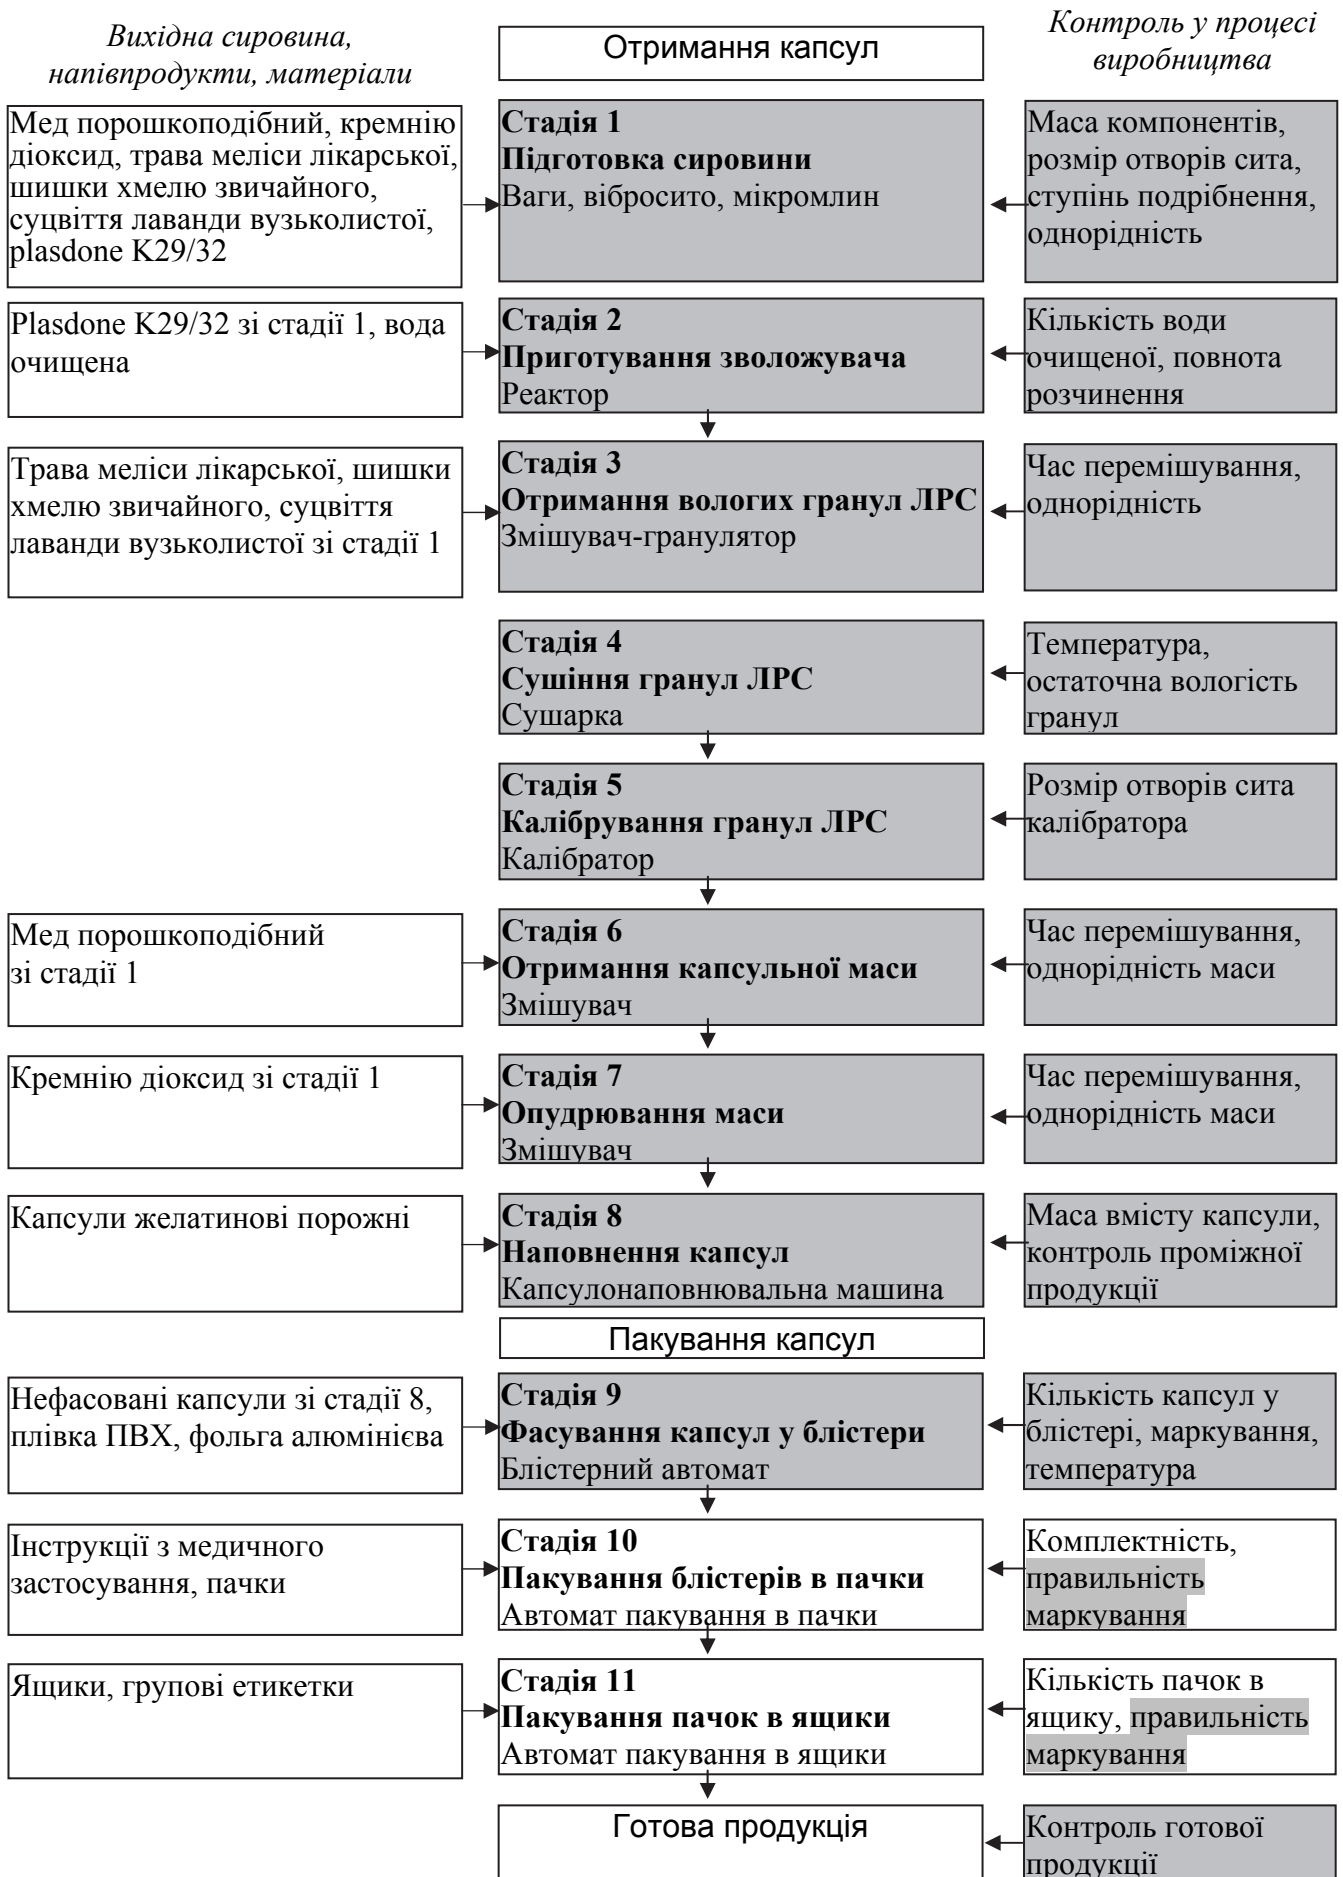 Вихідна сировина,
напівпродукти, матеріали
Отримання капсул
Контроль у процесі
виробництва
Мед порошкоподібний, кремнію
діоксид, трава меліси лікарської,
шишки хмелю звичайного,
суцвіття лаванди вузьколистої,
plasdone K29/32
Стадія 1
Підготовка сировини
Ваги, вібросито, мікромлин
Маса компонентів,
розмір отворів сита,
ступінь подрібнення,
однорідність
Plasdone K29/32 зі стадії 1, вода
очищена
Стадія 2
Приготування зволожувача
Реактор
Кількість води
очищеної, повнота
розчинення
Трава меліси лікарської, шишки
хмелю звичайного, суцвіття
лаванди вузьколистої зі стадії 1
Стадія 3
Отримання вологих гранул ЛРС
Змішувач-гранулятор
Час перемішування,
однорідність
Стадія 4
Сушіння гранул ЛРС
Сушарка
Температура,
остаточна вологість
гранул
Стадія 5
Калібрування гранул ЛРС
Калібратор
Розмір отворів сита
калібратора
Мед порошкоподібний
зі стадії 1
Стадія 6
Отримання капсульної маси
Змішувач
Час перемішування,
однорідність маси
Кремнію діоксид зі стадії 1
Стадія 7
Опудрювання маси
Змішувач
Час перемішування,
однорідність маси
Капсули желатинові порожні
Стадія 8
Наповнення капсул
Капсулонаповнювальна машина
Маса вмісту капсули,
контроль проміжної
продукції
Пакування капсул
Нефасовані капсули зі стадії 8,
плівка ПВХ, фольга алюмінієва
Стадія 9
Фасування капсул у блістери
Блістерний автомат
Кількість капсул у
блістері, маркування,
температура
Інструкції з медичного
застосування, пачки
Стадія 10
Пакування блістерів в пачки
Автомат пакування в пачки
Комплектність,
правильність
маркування
Ящики, групові етикетки
Стадія 11
Пакування пачок в ящики
Автомат пакування в ящики
Кількість пачок в
ящику, правильність
маркування
Готова продукція
Контроль готової
продукції